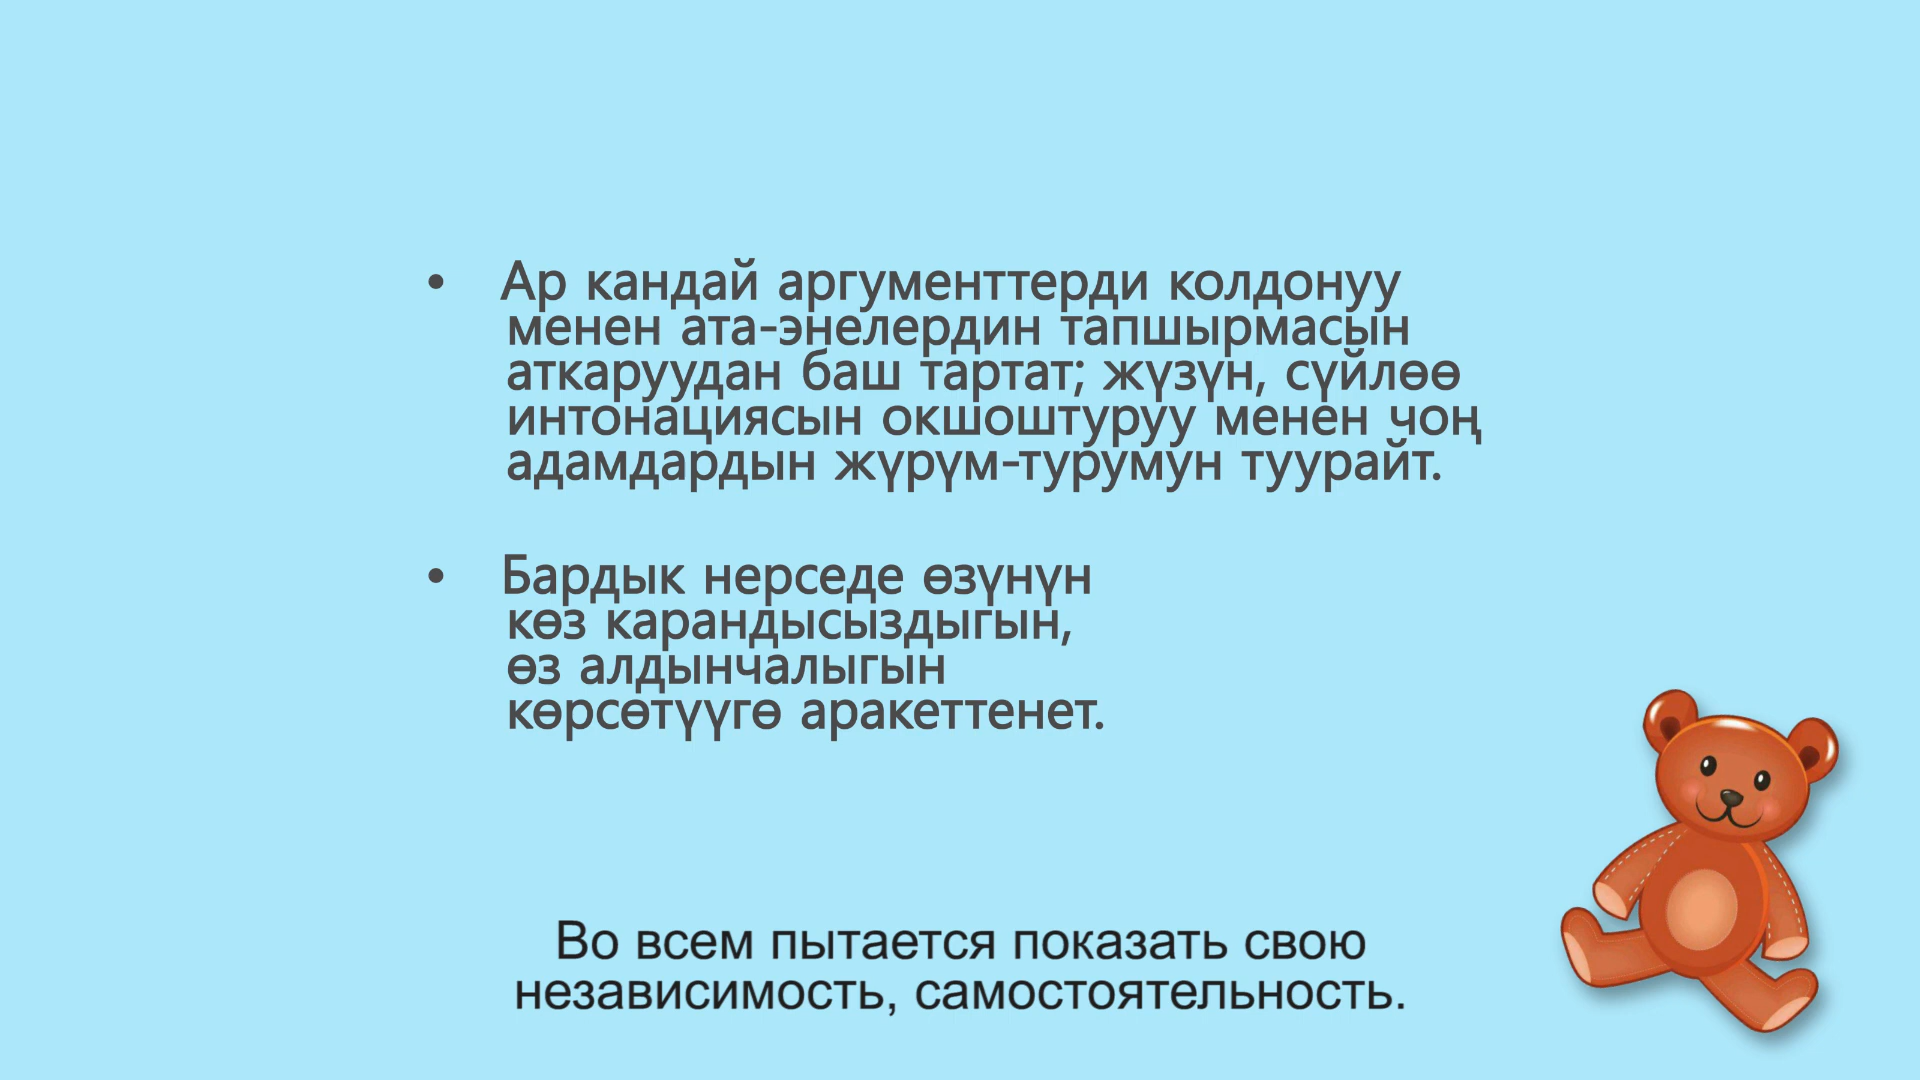 • Ар кандай аргументтерди колдонуу
менен ата-энелердин тапшырмасын
аткаруудан баш тартат; жүзүн, сүйлөө
интонациясын окшоштуруу менен чоң
адамдардын жүрүм-турумун туурайт.
• Бардык нерседе өзүнүн
көз карандысыздыгын,
өз алдынчалыгын
көрсөтүүгө аракеттенет.
Во всем пытается показать свою
независимость, самостоятельность.